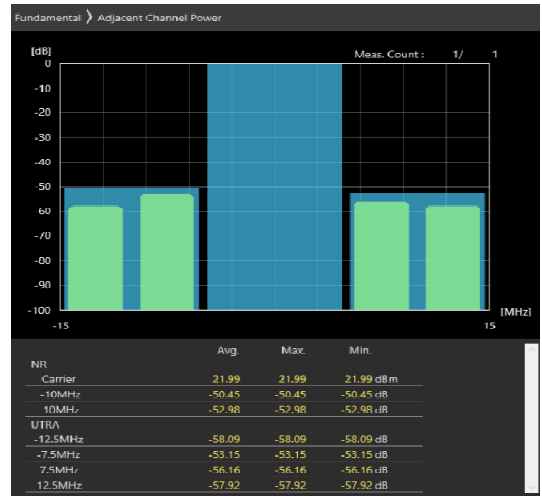 Fundamental ❯ Adjacent Channel Power
[dB]
Meas. Count : 1/ 1
0
-10
-20
-30
-40
-50
-60
-70
-80
-90
-100
[MHz]
-15 15
Avg. Max. Min.
NR
Carrier 21.99 21.99 21.99 dBm
-10MHz -50.45 -50.45 -50.45 dB
10MHz -52.98 -52.98 -52.98 dB
UTRA
-12.5MHz -58.09 -58.09 -58.09 dB
-7.5MHz -53.15 -53.15 -53.15 dB
7.5MHz -56.16 -56.16 -56.16 dB
12.5MHz -57.92 -57.92 -57.92 dB